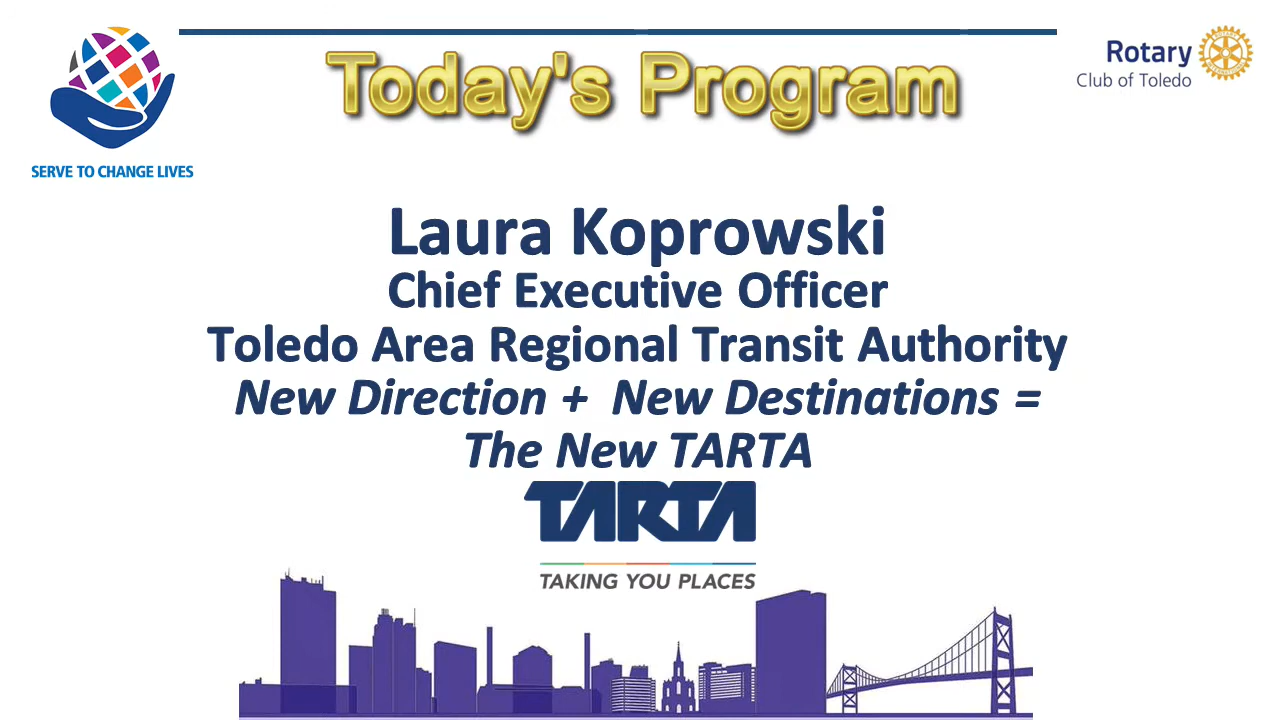 Today's Program
Rotary
Club of Toledo
SERVE TO CHANGE LIVES
Laura Koprowski
Chief Executive Officer
Toledo Area Regional Transit Authority
New Direction + New Destinations =
The New TARTA
TARTA
TAKING YOU PLACES